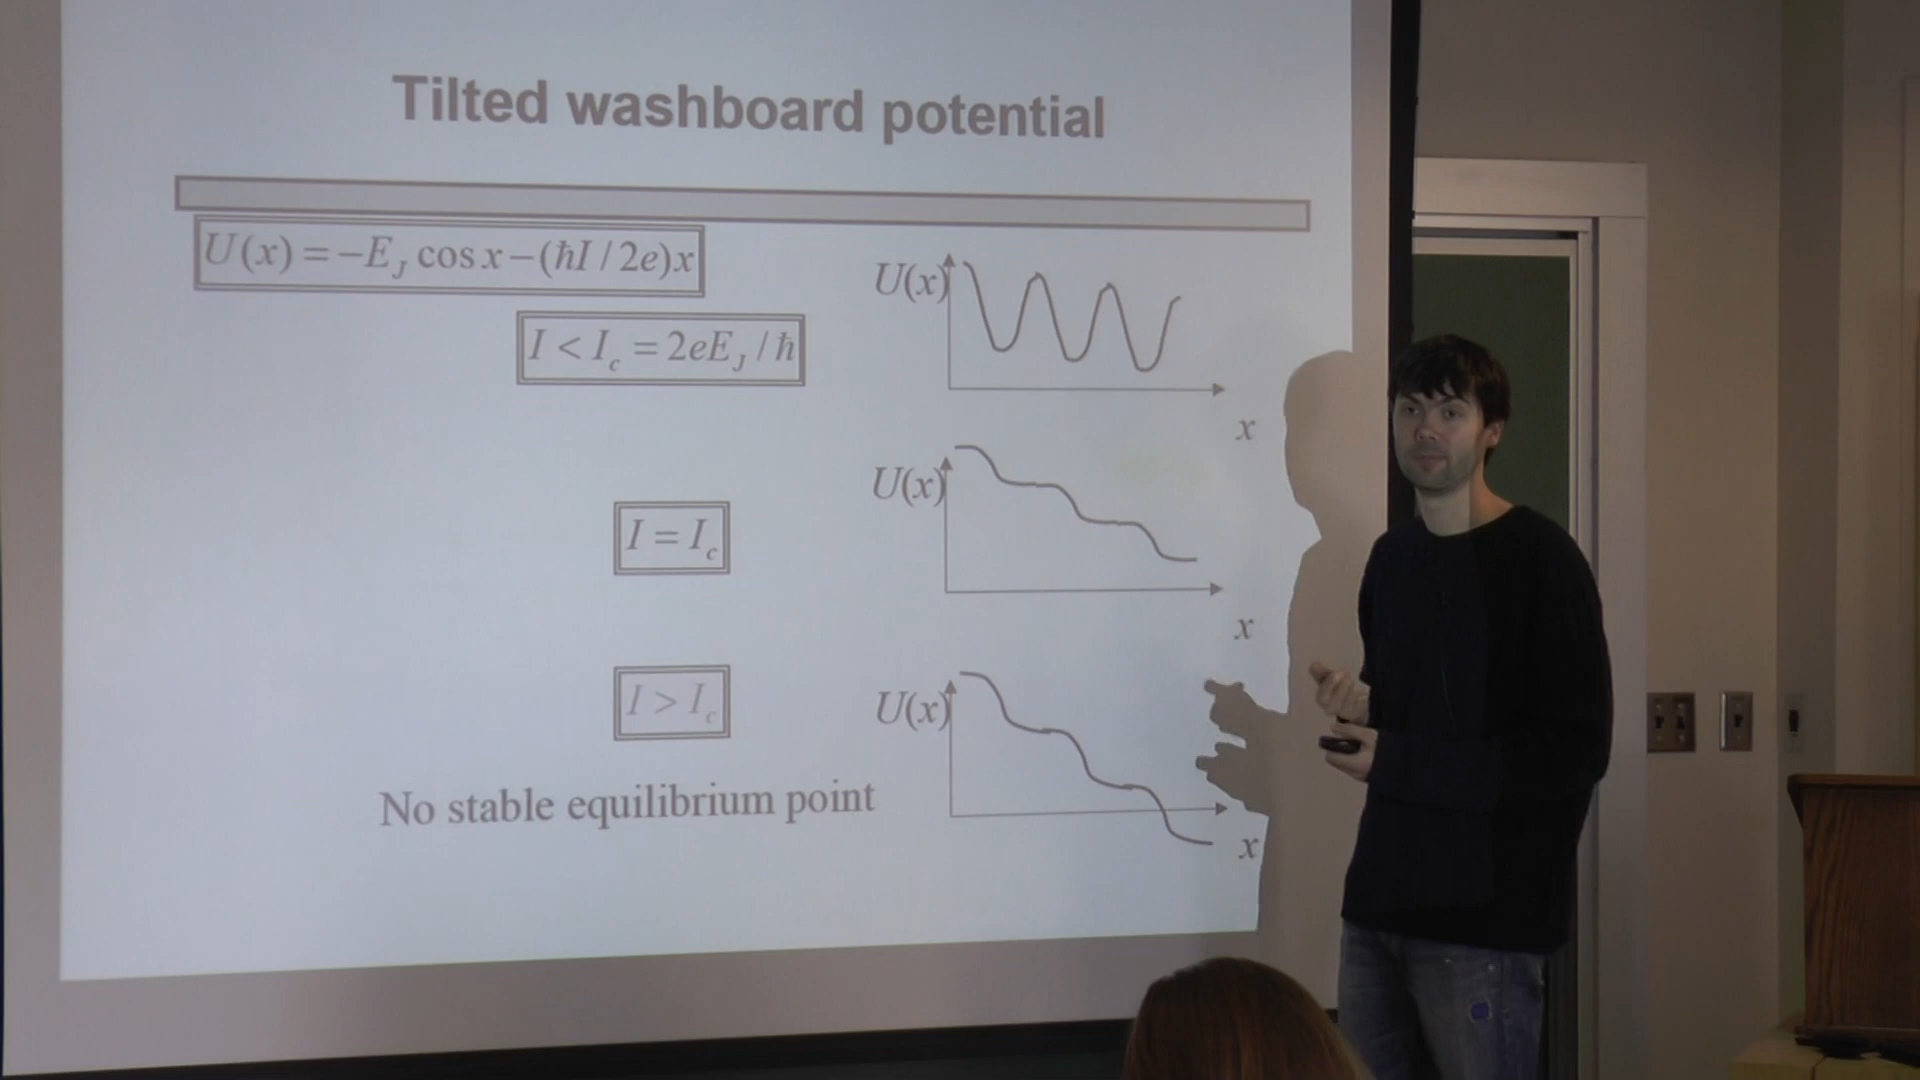 Tilted washboard potential
U(x) = −E_J cos x − (ħI / 2e)x
I < I_c = 2eE_J / ħ
U(x)
x
I = I_c
U(x)
x
I > I_c
U(x)
No stable equilibrium point
x